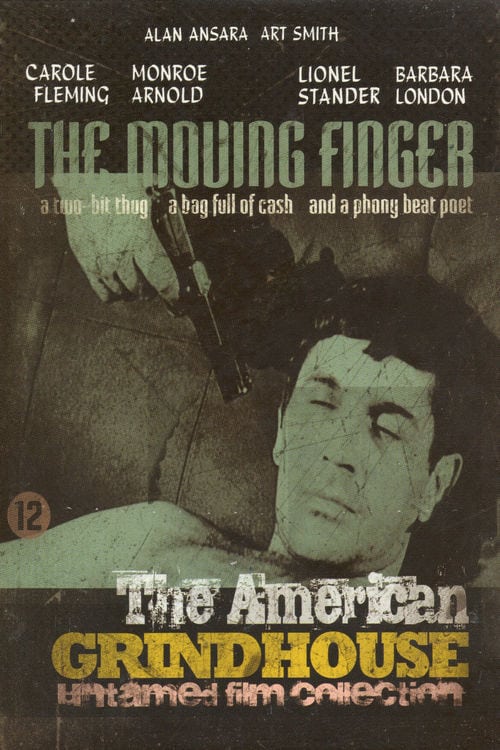 ALAN ANSARA ART SMITH
CAROLE FLEMING
MONROE ARNOLD
LIONEL STANDER
BARBARA LONDON
THE MOVING FINGER
a two-bit thug a bag full of cash and a phony beat poet
12
The American
GRINDHOUSE
untamed film collection